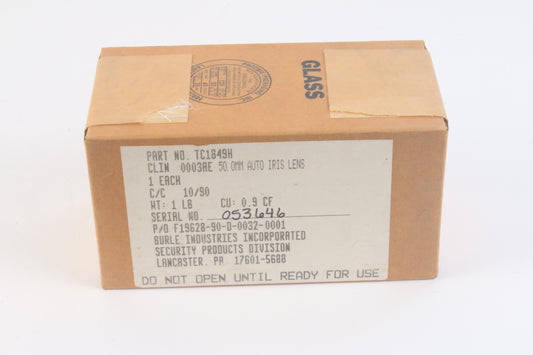 GLASS
PART NO. TC1849H
CLIN 0003AE 50.0MM AUTO IRIS LENS
1 EACH
C/C 10/90
WT: 1 LB CU: 0.9 CF
SERIAL NO. 053646
P/O F19628-90-D-0032-0001
BURLE INDUSTRIES INCORPORATED
SECURITY PRODUCTS DIVISION
LANCASTER, PA 17601-5688
DO NOT OPEN UNTIL READY FOR USE